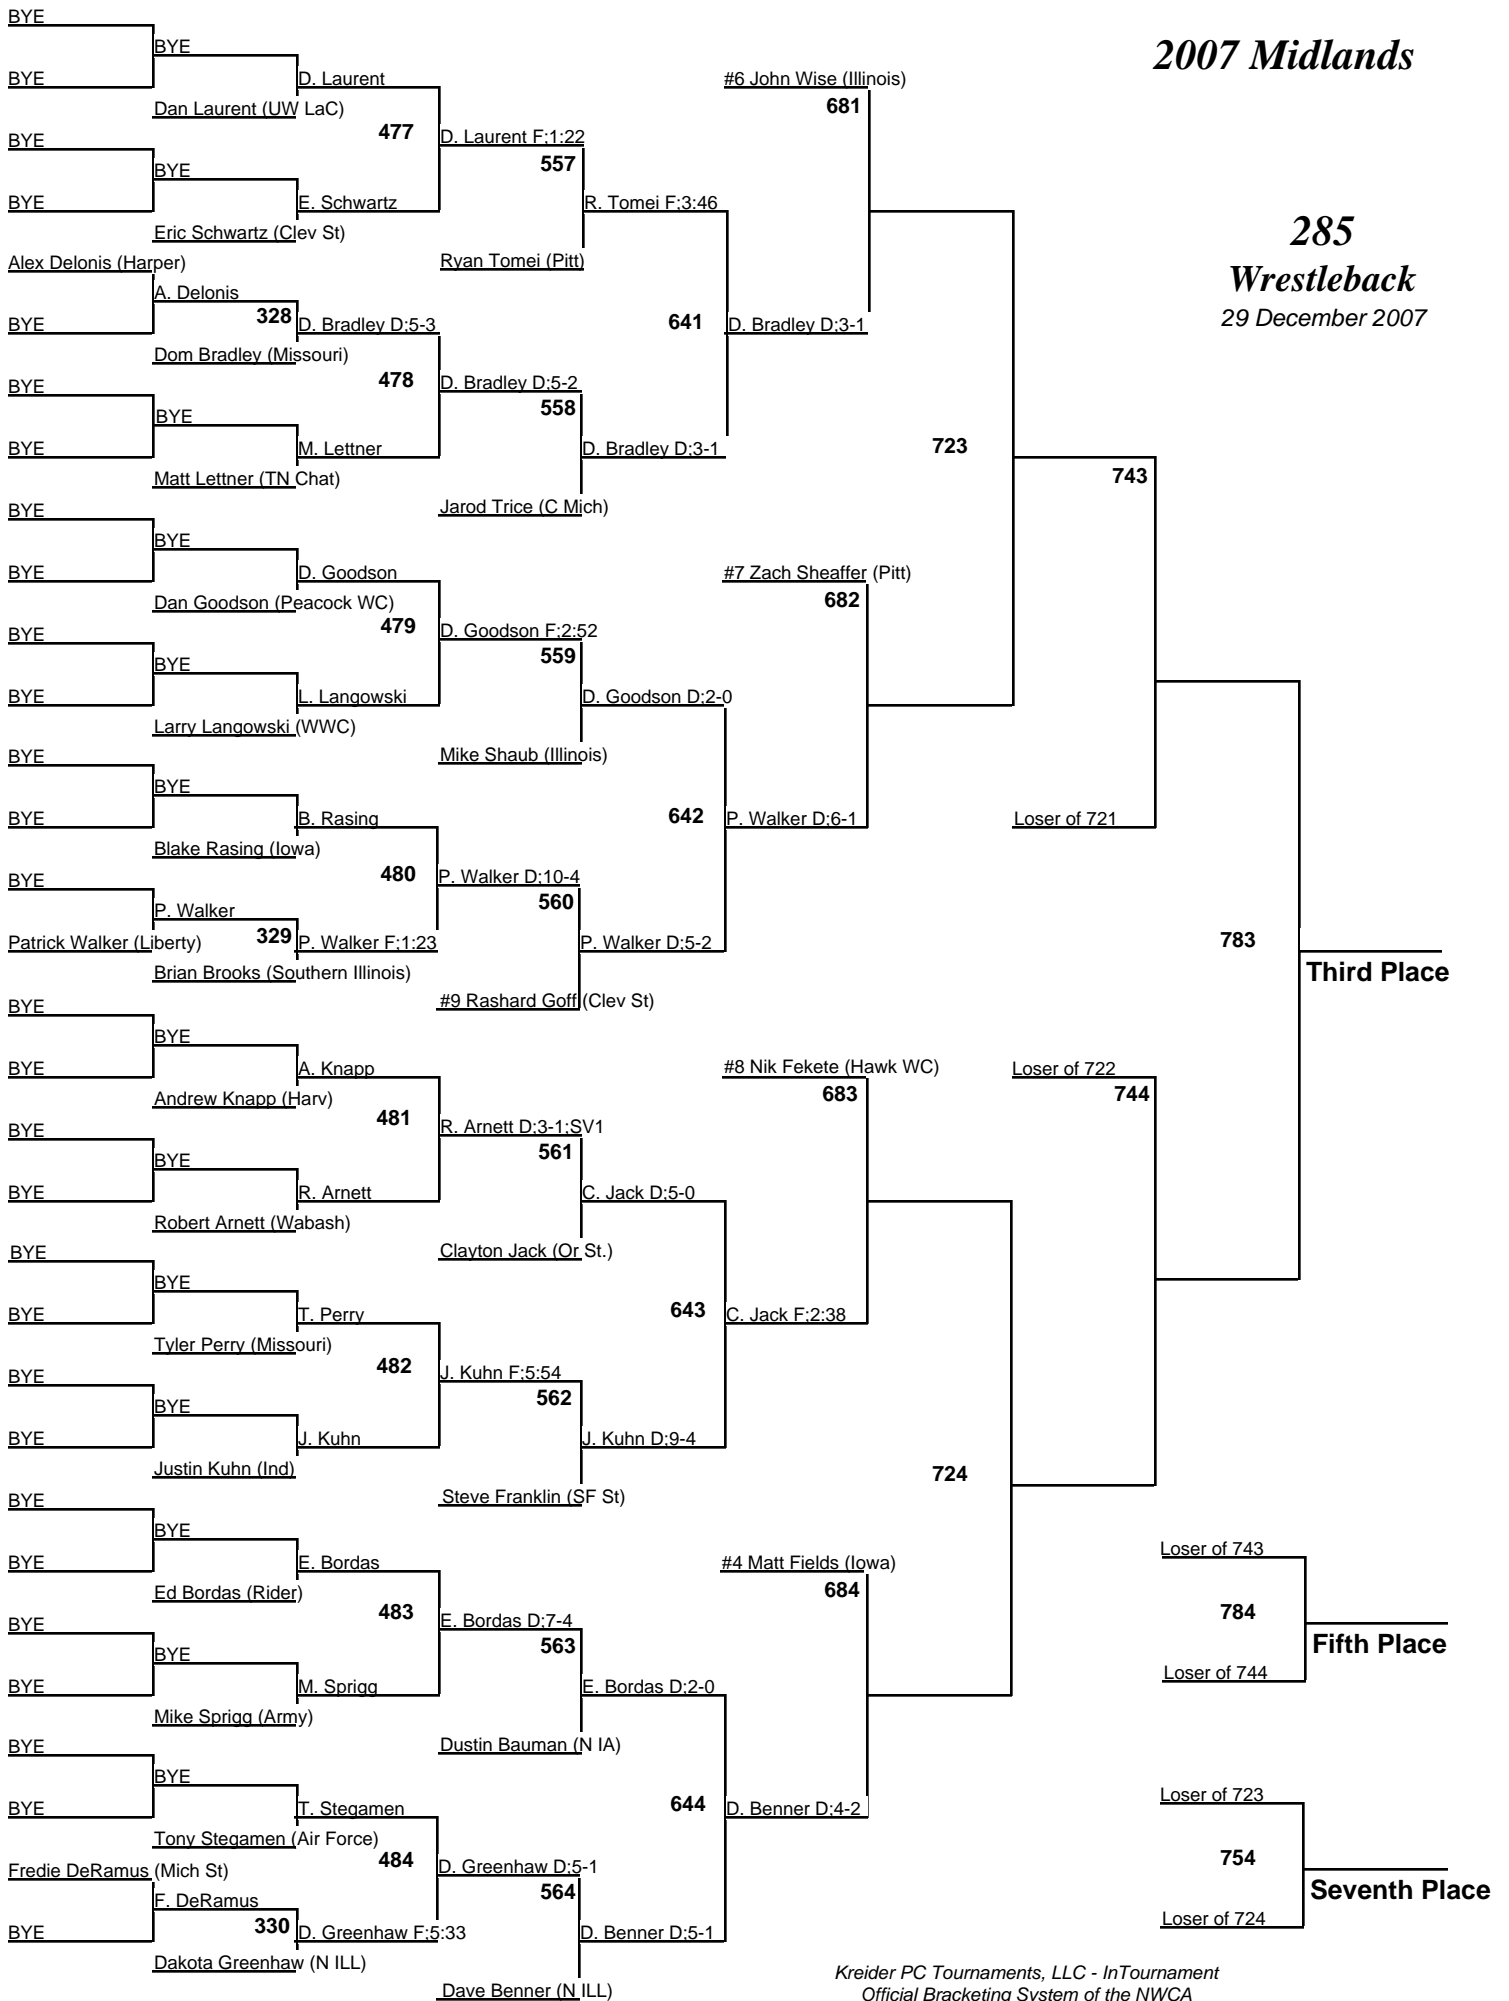 2007 Midlands
285
Wrestleback
29 December 2007
BYE
BYE
BYE
D. Laurent
Dan Laurent (UW LaC)
477
D. Laurent F;1:22
BYE
BYE
BYE
E. Schwartz
Eric Schwartz (Clev St)
557
R. Tomei F;3:46
Ryan Tomei (Pitt)
Alex Delonis (Harper)
A. Delonis
BYE
328
D. Bradley D;5-3
Dom Bradley (Missouri)
478
D. Bradley D;5-2
BYE
BYE
BYE
M. Lettner
Matt Lettner (TN Chat)
558
D. Bradley D;3-1
Jarod Trice (C Mich)
641
D. Bradley D;3-1
#6 John Wise (Illinois)
681
BYE
BYE
BYE
D. Goodson
Dan Goodson (Peacock WC)
479
D. Goodson F;2:52
BYE
BYE
BYE
L. Langowski
Larry Langowski (WWC)
559
D. Goodson D;2-0
Mike Shaub (Illinois)
BYE
BYE
BYE
B. Rasing
Blake Rasing (Iowa)
480
P. Walker D;10-4
BYE
P. Walker
Patrick Walker (Liberty)
329
P. Walker F;1:23
Brian Brooks (Southern Illinois)
560
P. Walker D;5-2
#9 Rashard Goff (Clev St)
642
P. Walker D;6-1
#7 Zach Sheaffer (Pitt)
682
723
743
Loser of 721
BYE
BYE
BYE
A. Knapp
Andrew Knapp (Harv)
481
R. Arnett D;3-1;SV1
BYE
BYE
BYE
R. Arnett
Robert Arnett (Wabash)
561
C. Jack D;5-0
Clayton Jack (Or St.)
BYE
BYE
BYE
T. Perry
Tyler Perry (Missouri)
482
J. Kuhn F;5:54
BYE
BYE
BYE
J. Kuhn
Justin Kuhn (Ind)
562
J. Kuhn D;9-4
Steve Franklin (SF St)
643
C. Jack F;2:38
#8 Nik Fekete (Hawk WC)
683
Loser of 722
744
783
Third Place
BYE
BYE
BYE
E. Bordas
Ed Bordas (Rider)
483
E. Bordas D;7-4
BYE
BYE
BYE
M. Sprigg
Mike Sprigg (Army)
563
E. Bordas D;2-0
Dustin Bauman (N IA)
BYE
BYE
BYE
T. Stegamen
Tony Stegamen (Air Force)
484
D. Greenhaw D;5-1
Fredie DeRamus (Mich St)
F. DeRamus
BYE
330
D. Greenhaw F;5:33
Dakota Greenhaw (N ILL)
564
D. Benner D;5-1
Dave Benner (N ILL)
644
D. Benner D;4-2
#4 Matt Fields (Iowa)
684
724
Loser of 743
784
Fifth Place
Loser of 744
Loser of 723
754
Seventh Place
Loser of 724
Kreider PC Tournaments, LLC - InTournament
Official Bracketing System of the NWCA